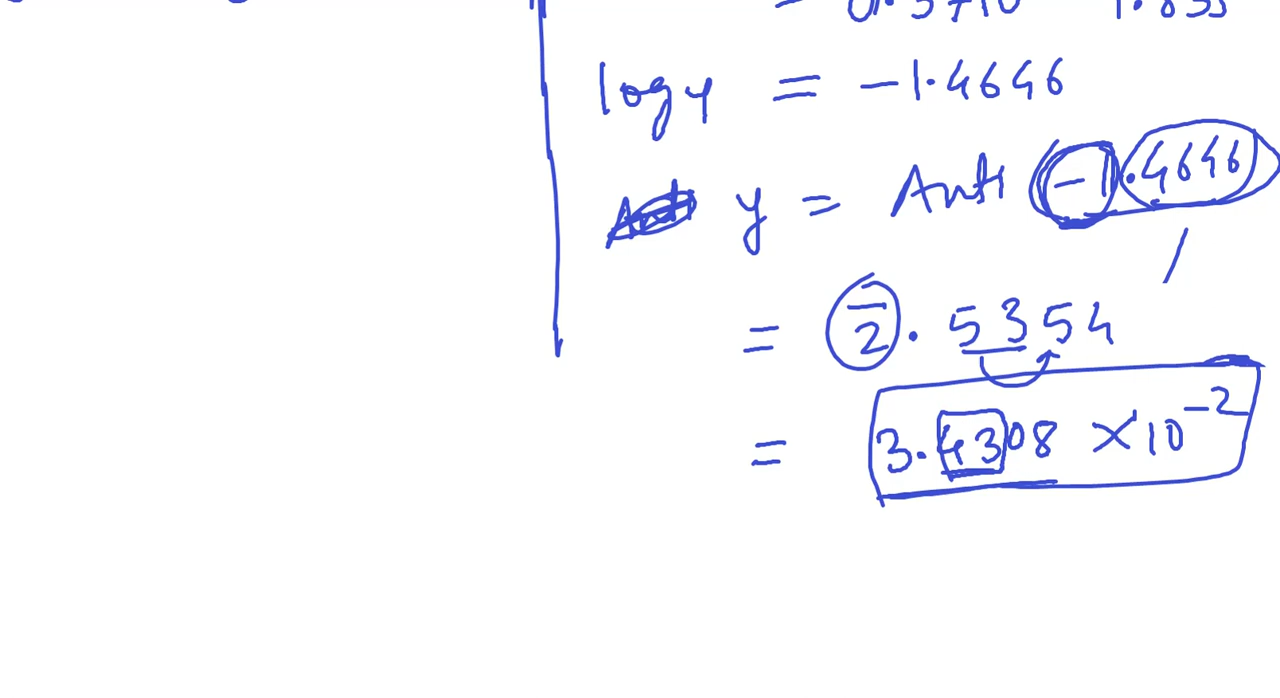 log y = -1.4646
y = Anti -1.4646
= 2̅.5354
= 3.4308 × 10⁻²